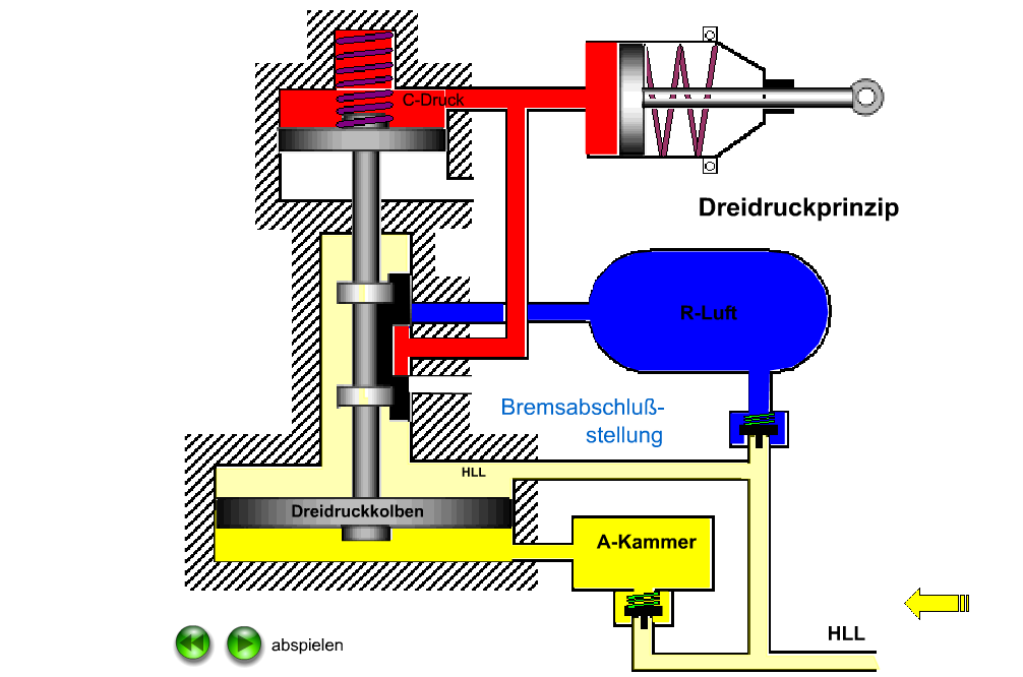 C-Druck
Dreidruckprinzip
R-Luft
Bremsabschluß-
stellung
HLL
Dreidruckkolben
A-Kammer
HLL
abspielen